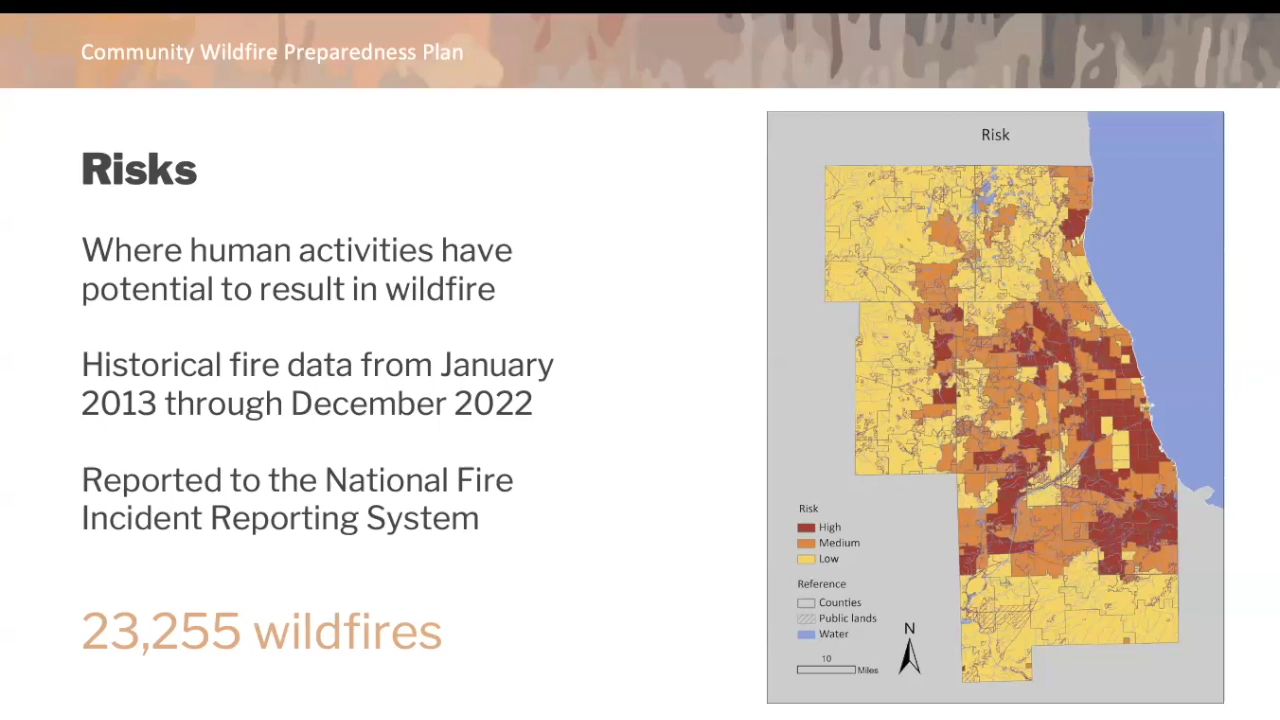 Community Wildfire Preparedness Plan
Risks
Where human activities have
potential to result in wildfire
Historical fire data from January
2013 through December 2022
Reported to the National Fire
Incident Reporting System
23,255 wildfires
Risk
Risk
High
Medium
Low
Reference
Counties
Public lands
Water
10
Miles
N